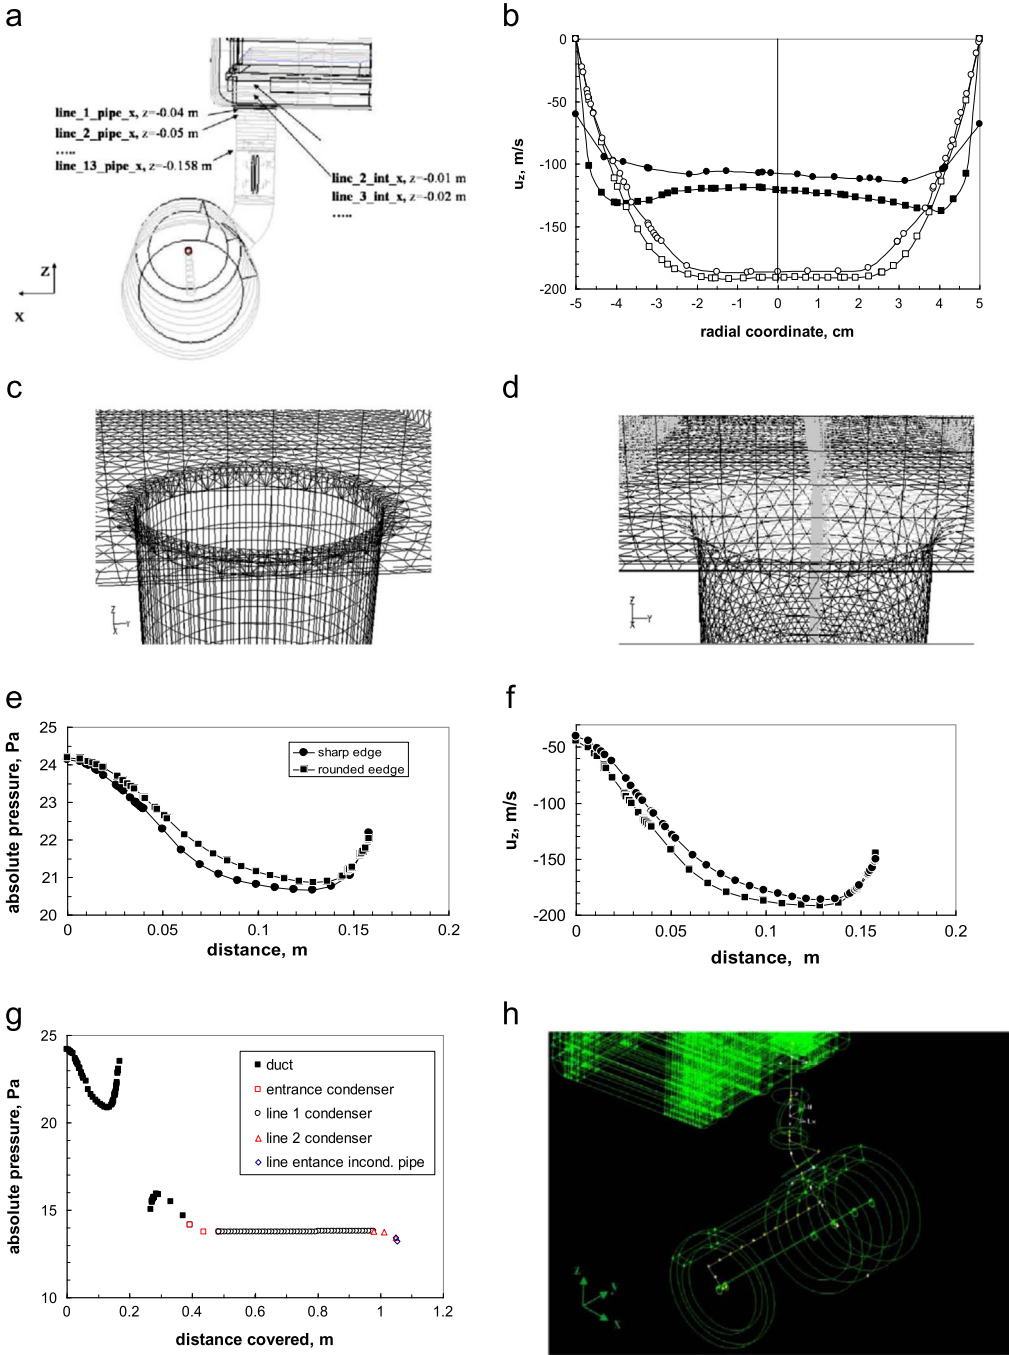 a
line_1_pipe_x, z=-0.04 m
line_2_pipe_x, z=-0.05 m
.....
line_13_pipe_x, z=-0.158 m
line_2_int_x, z=-0.01 m
line_3_int_x, z=-0.02 m
.....
z
x
b
0
-50
-100
-150
-200
-5
-4
-3
-2
-1
0
1
2
3
4
5
uz, m/s
radial coordinate, cm
c
Z
Y
X
d
Z
Y
X
e
25
24
23
22
21
20
0
0.05
0.1
0.15
0.2
absolute pressure, Pa
distance, m
sharp edge
rounded eedge
f
-50
-100
-150
-200
0
0.05
0.1
0.15
0.2
uz, m/s
distance, m
g
25
20
15
10
0
0.2
0.4
0.6
0.8
1
1.2
absolute pressure, Pa
distance covered, m
duct
entrance condenser
line 1 condenser
line 2 condenser
line entance incond. pipe
h
Z
Y
X